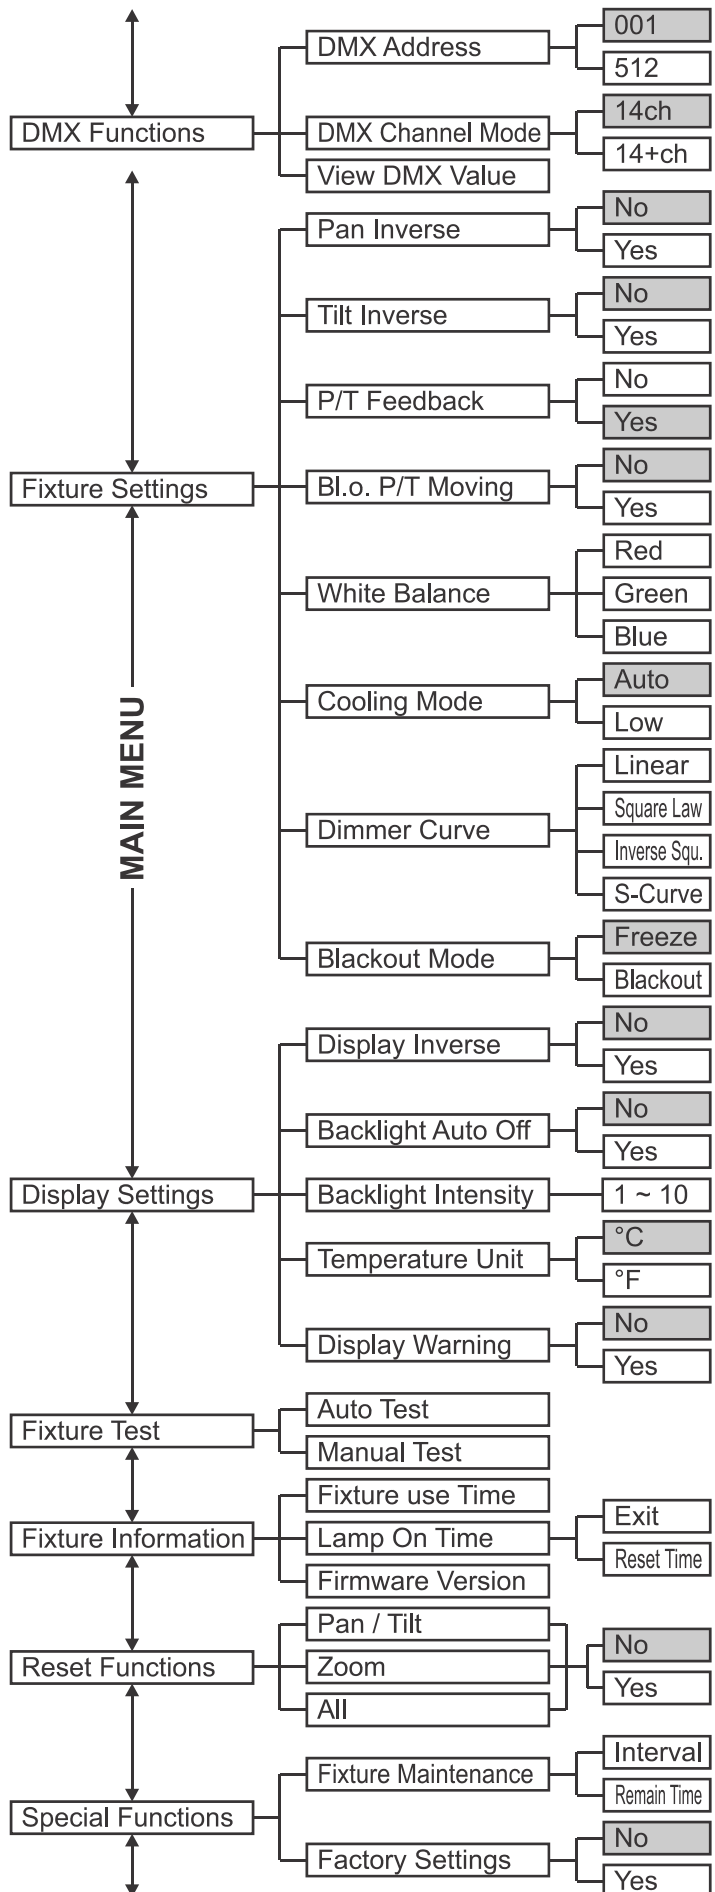 DMX Functions
DMX Address
001
512
DMX Channel Mode
14ch
14+ch
View DMX Value
MAIN MENU
Fixture Settings
Pan Inverse
No
Yes
Tilt Inverse
No
Yes
P/T Feedback
No
Yes
Bl.o. P/T Moving
No
Yes
White Balance
Red
Green
Blue
Cooling Mode
Auto
Low
Dimmer Curve
Linear
Square Law
Inverse Squ.
S-Curve
Blackout Mode
Freeze
Blackout
Display Settings
Display Inverse
No
Yes
Backlight Auto Off
No
Yes
Backlight Intensity
1 ~ 10
Temperature Unit
°C
°F
Display Warning
No
Yes
Fixture Test
Auto Test
Manual Test
Fixture Information
Fixture use Time
Lamp On Time
Exit
Reset Time
Firmware Version
Reset Functions
Pan / Tilt
Zoom
All
No
Yes
Special Functions
Fixture Maintenance
Interval
Remain Time
Factory Settings
No
Yes